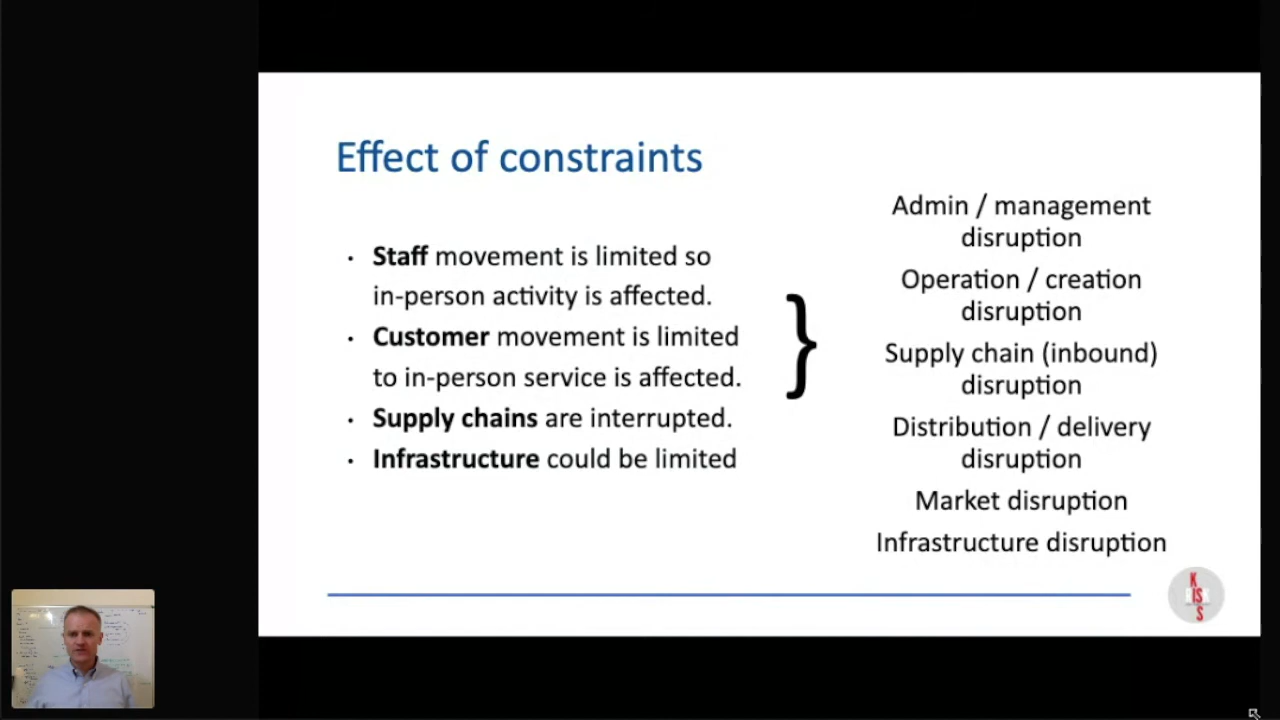 Effect of constraints
· Staff movement is limited so
in-person activity is affected.
· Customer movement is limited
to in-person service is affected.
· Supply chains are interrupted.
· Infrastructure could be limited
}
Admin / management
disruption
Operation / creation
disruption
Supply chain (inbound)
disruption
Distribution / delivery
disruption
Market disruption
Infrastructure disruption
K
IS
S